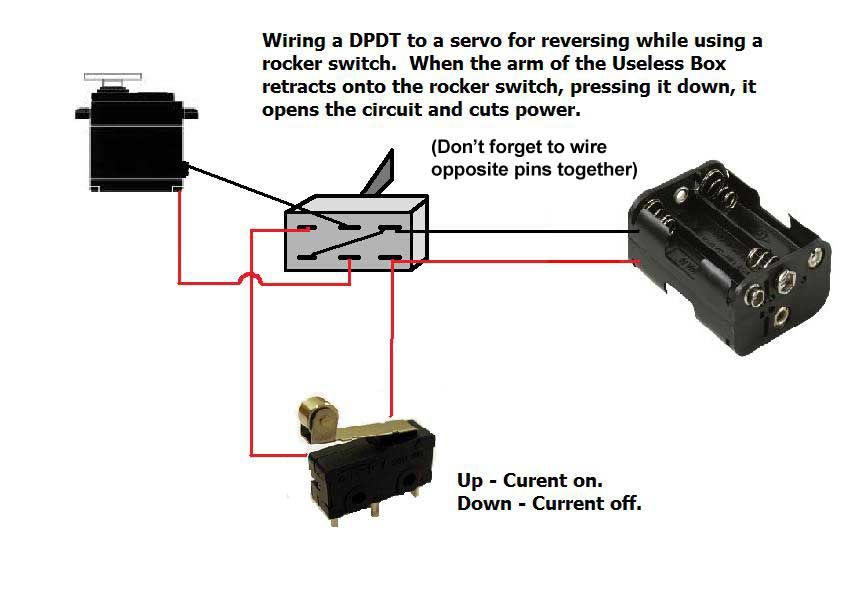 Wiring a DPDT to a servo for reversing while using a
rocker switch.  When the arm of the Useless Box
retracts onto the rocker switch, pressing it down, it
opens the circuit and cuts power.
(Don't forget to wire
opposite pins together)
Up - Curent on.
Down - Current off.